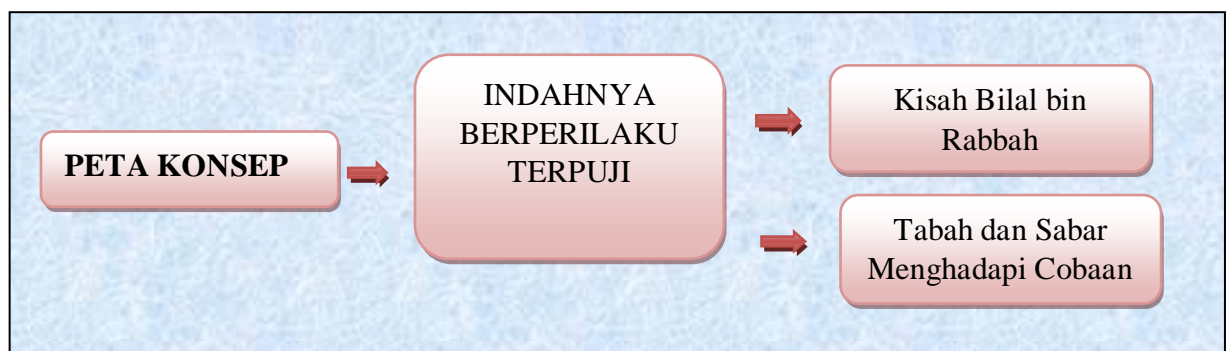 PETA KONSEP
INDAHNYA
BERPERILAKU
TERPUJI
Kisah Bilal bin
Rabbah
Tabah dan Sabar
Menghadapi Cobaan